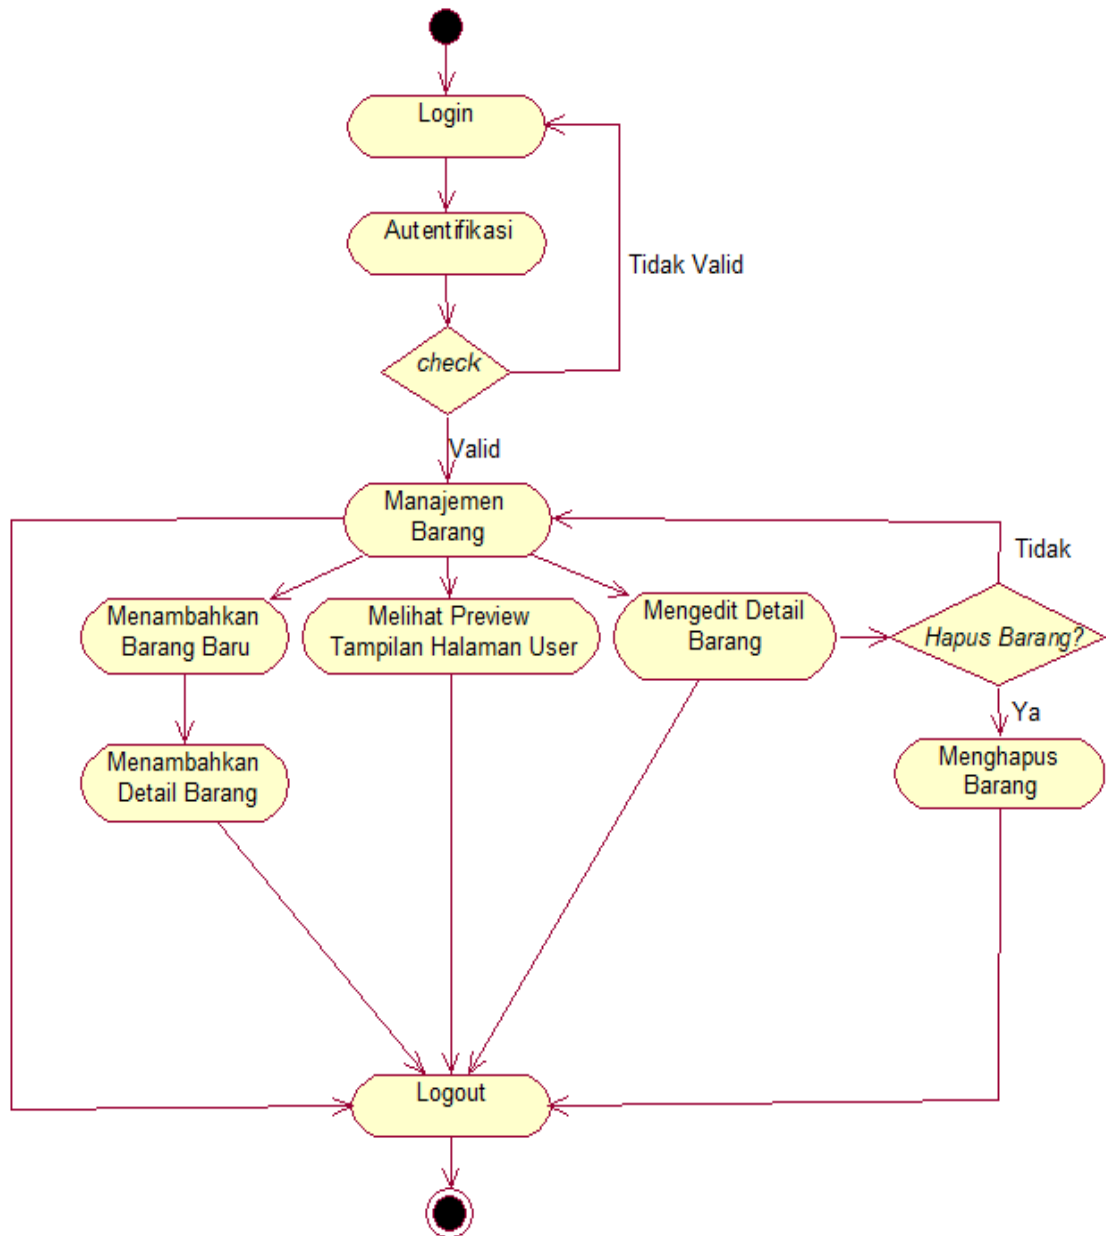 Login
Autentifikasi
Tidak Valid
check
Valid
Manajemen
Barang
Tidak
Menambahkan
Barang Baru
Melihat Preview
Tampilan Halaman User
Mengedit Detail
Barang
Hapus Barang?
Ya
Menambahkan
Detail Barang
Menghapus
Barang
Logout